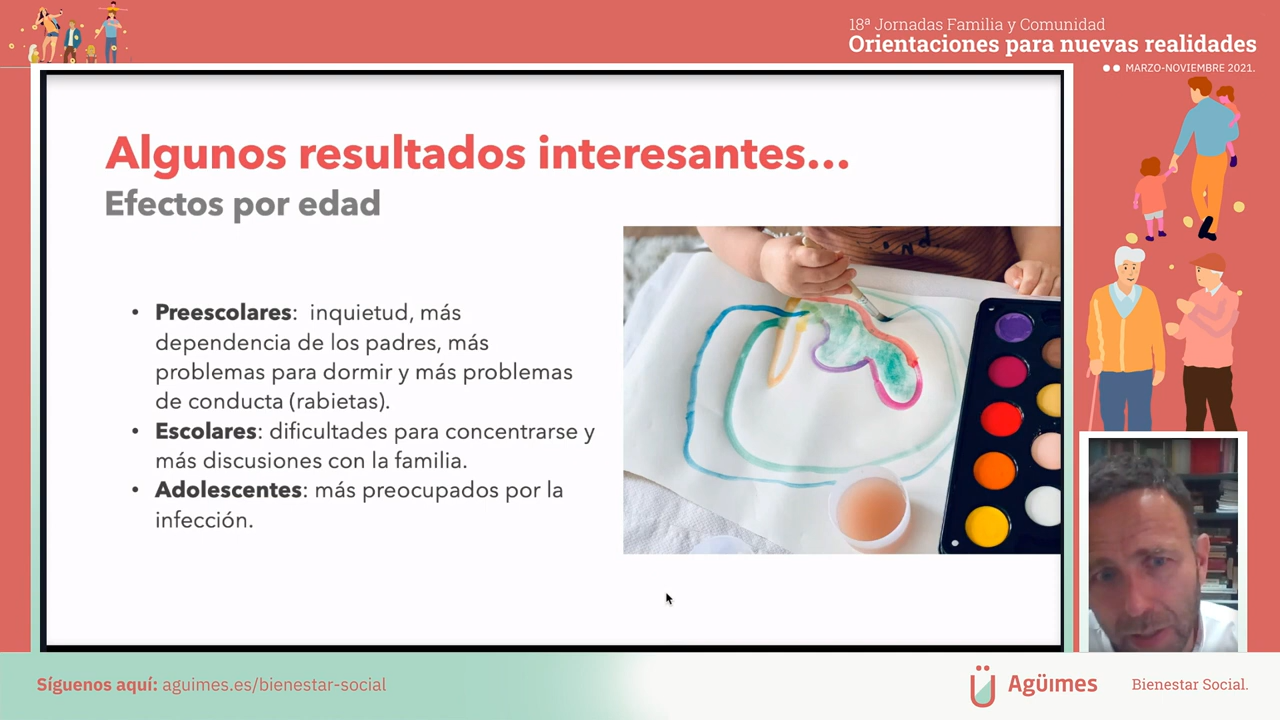 18ª Jornadas Familia y Comunidad
Orientaciones para nuevas realidades
MARZO-NOVIEMBRE 2021.
Algunos resultados interesantes...
Efectos por edad
• Preescolares:  inquietud, más
dependencia de los padres, más
problemas para dormir y más problemas
de conducta (rabietas).
• Escolares: dificultades para concentrarse y
más discusiones con la familia.
• Adolescentes: más preocupados por la
infección.
Síguenos aquí: aguimes.es/bienestar-social
Agüımes
Bienestar Social.